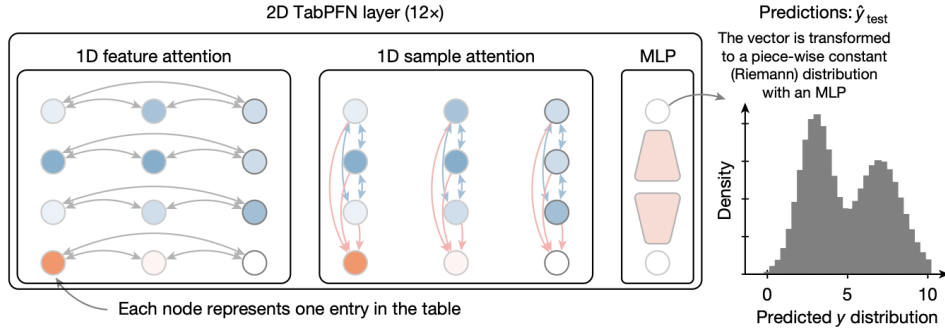 2D TabPFN layer (12×)
1D feature attention
1D sample attention
MLP
Each node represents one entry in the table
Predictions: ŷ test
The vector is transformed
to a piece-wise constant
(Riemann) distribution
with an MLP
Density
0 5 10
Predicted y distribution